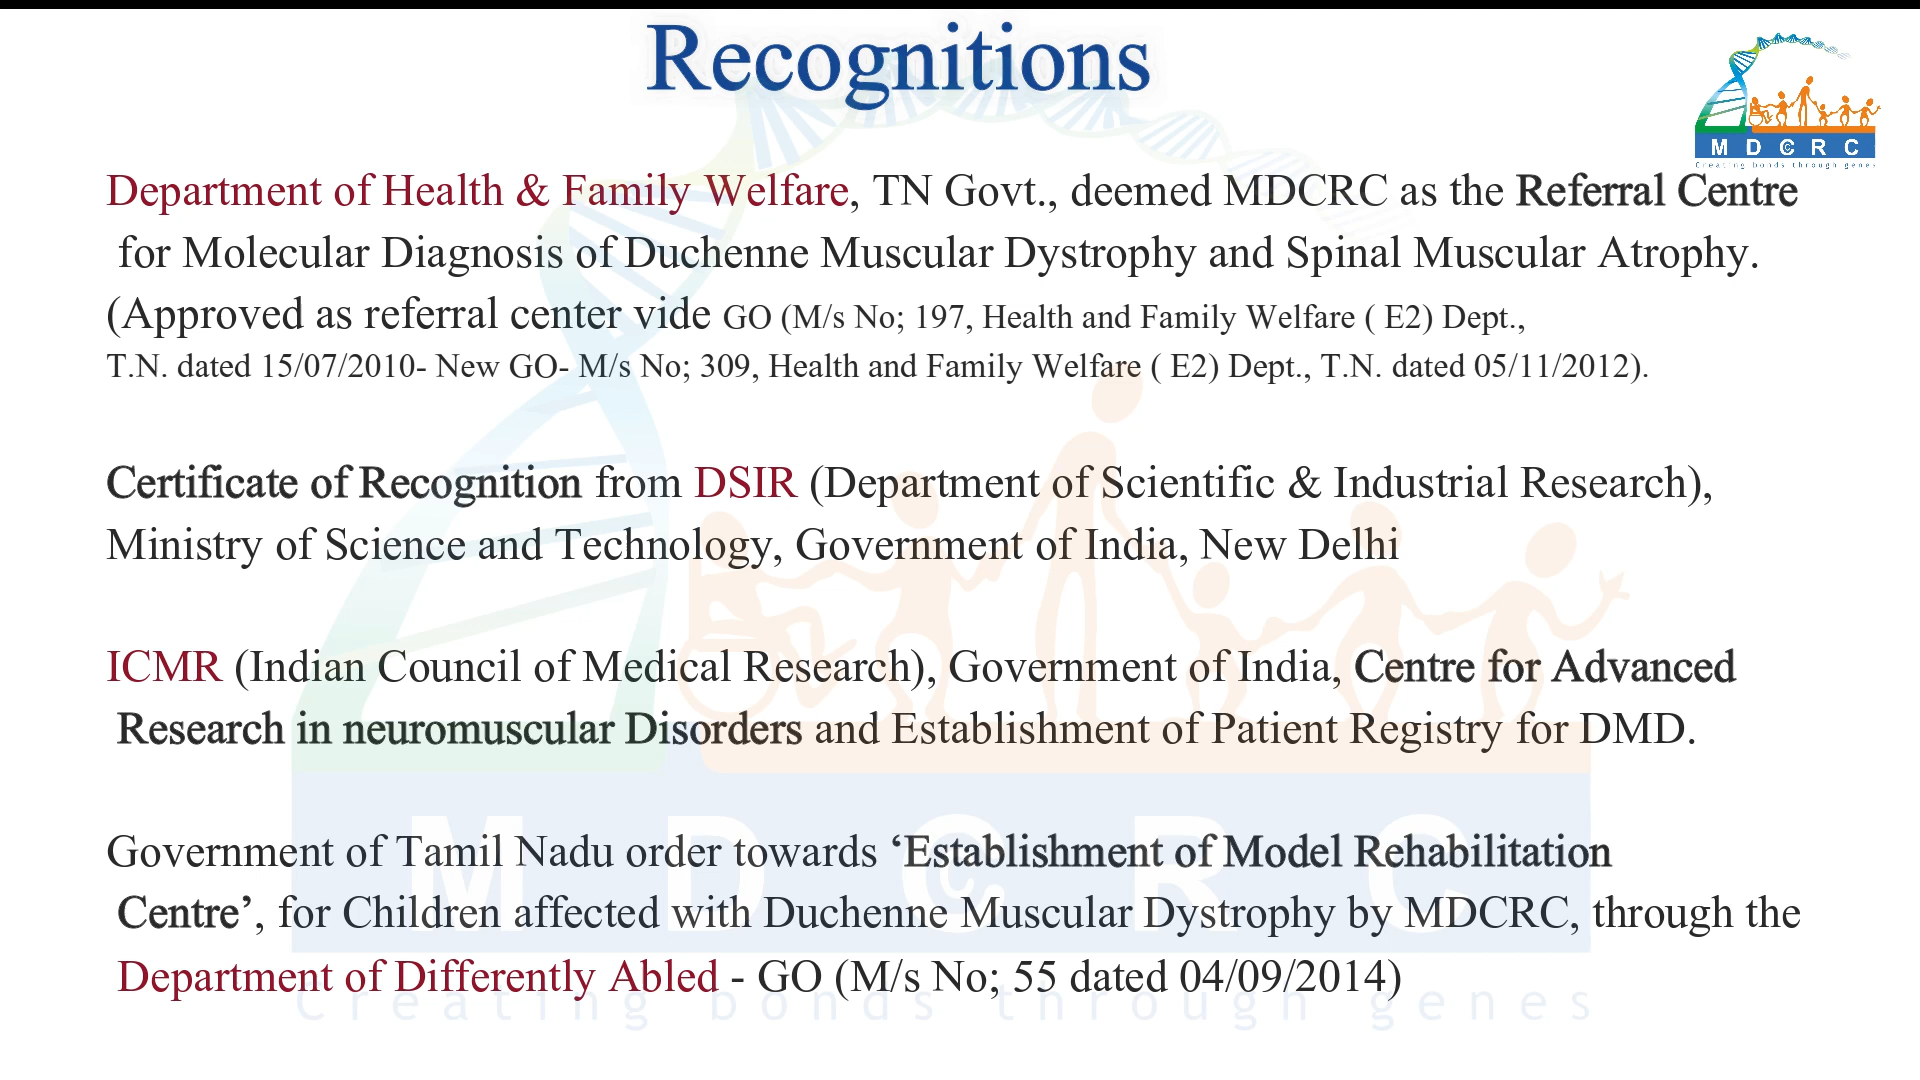 Recognitions
M D C R C
Creating bonds through genes
Department of Health & Family Welfare, TN Govt., deemed MDCRC as the Referral Centre
for Molecular Diagnosis of Duchenne Muscular Dystrophy and Spinal Muscular Atrophy.
(Approved as referral center vide GO (M/s No; 197, Health and Family Welfare ( E2) Dept.,
T.N. dated 15/07/2010- New GO- M/s No; 309, Health and Family Welfare ( E2) Dept., T.N. dated 05/11/2012).
Certificate of Recognition from DSIR (Department of Scientific & Industrial Research),
Ministry of Science and Technology, Government of India, New Delhi
ICMR (Indian Council of Medical Research), Government of India, Centre for Advanced
Research in neuromuscular Disorders and Establishment of Patient Registry for DMD.
Government of Tamil Nadu order towards ‘Establishment of Model Rehabilitation
Centre’, for Children affected with Duchenne Muscular Dystrophy by MDCRC, through the
Department of Differently Abled - GO (M/s No; 55 dated 04/09/2014)
M D C R C
Creating bonds through genes